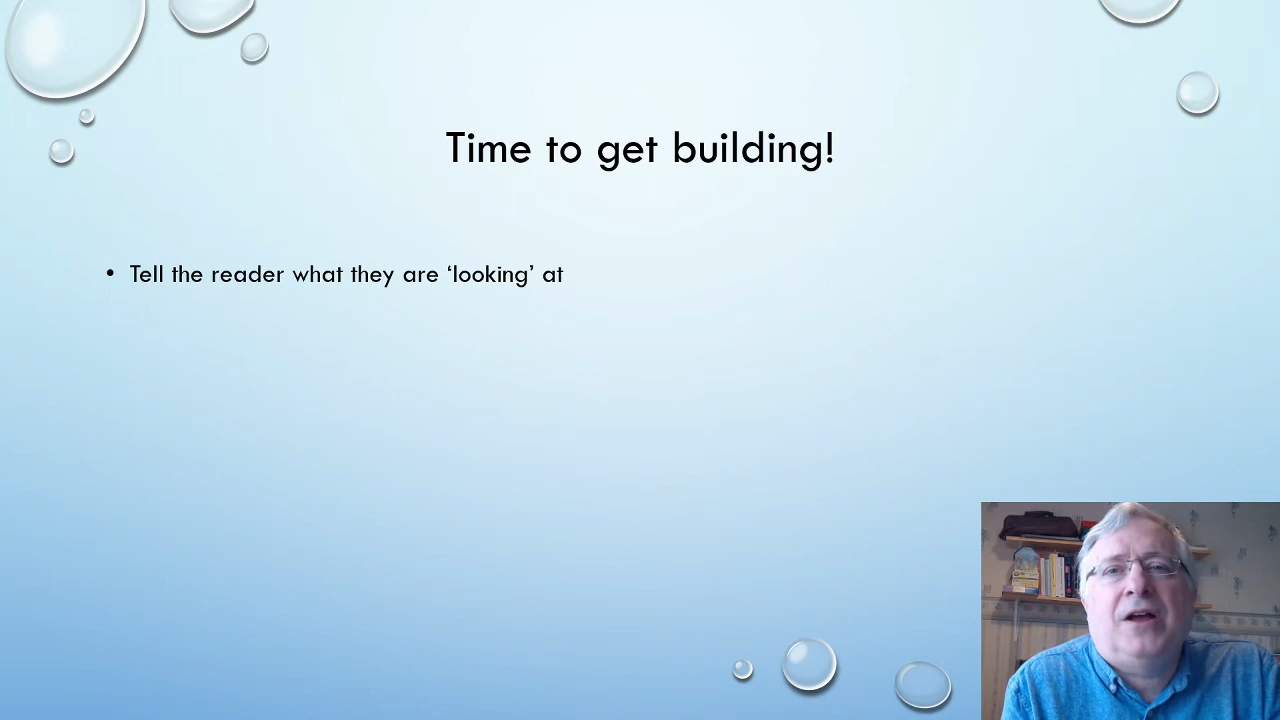 Time to get building!
• Tell the reader what they are ‘looking’ at